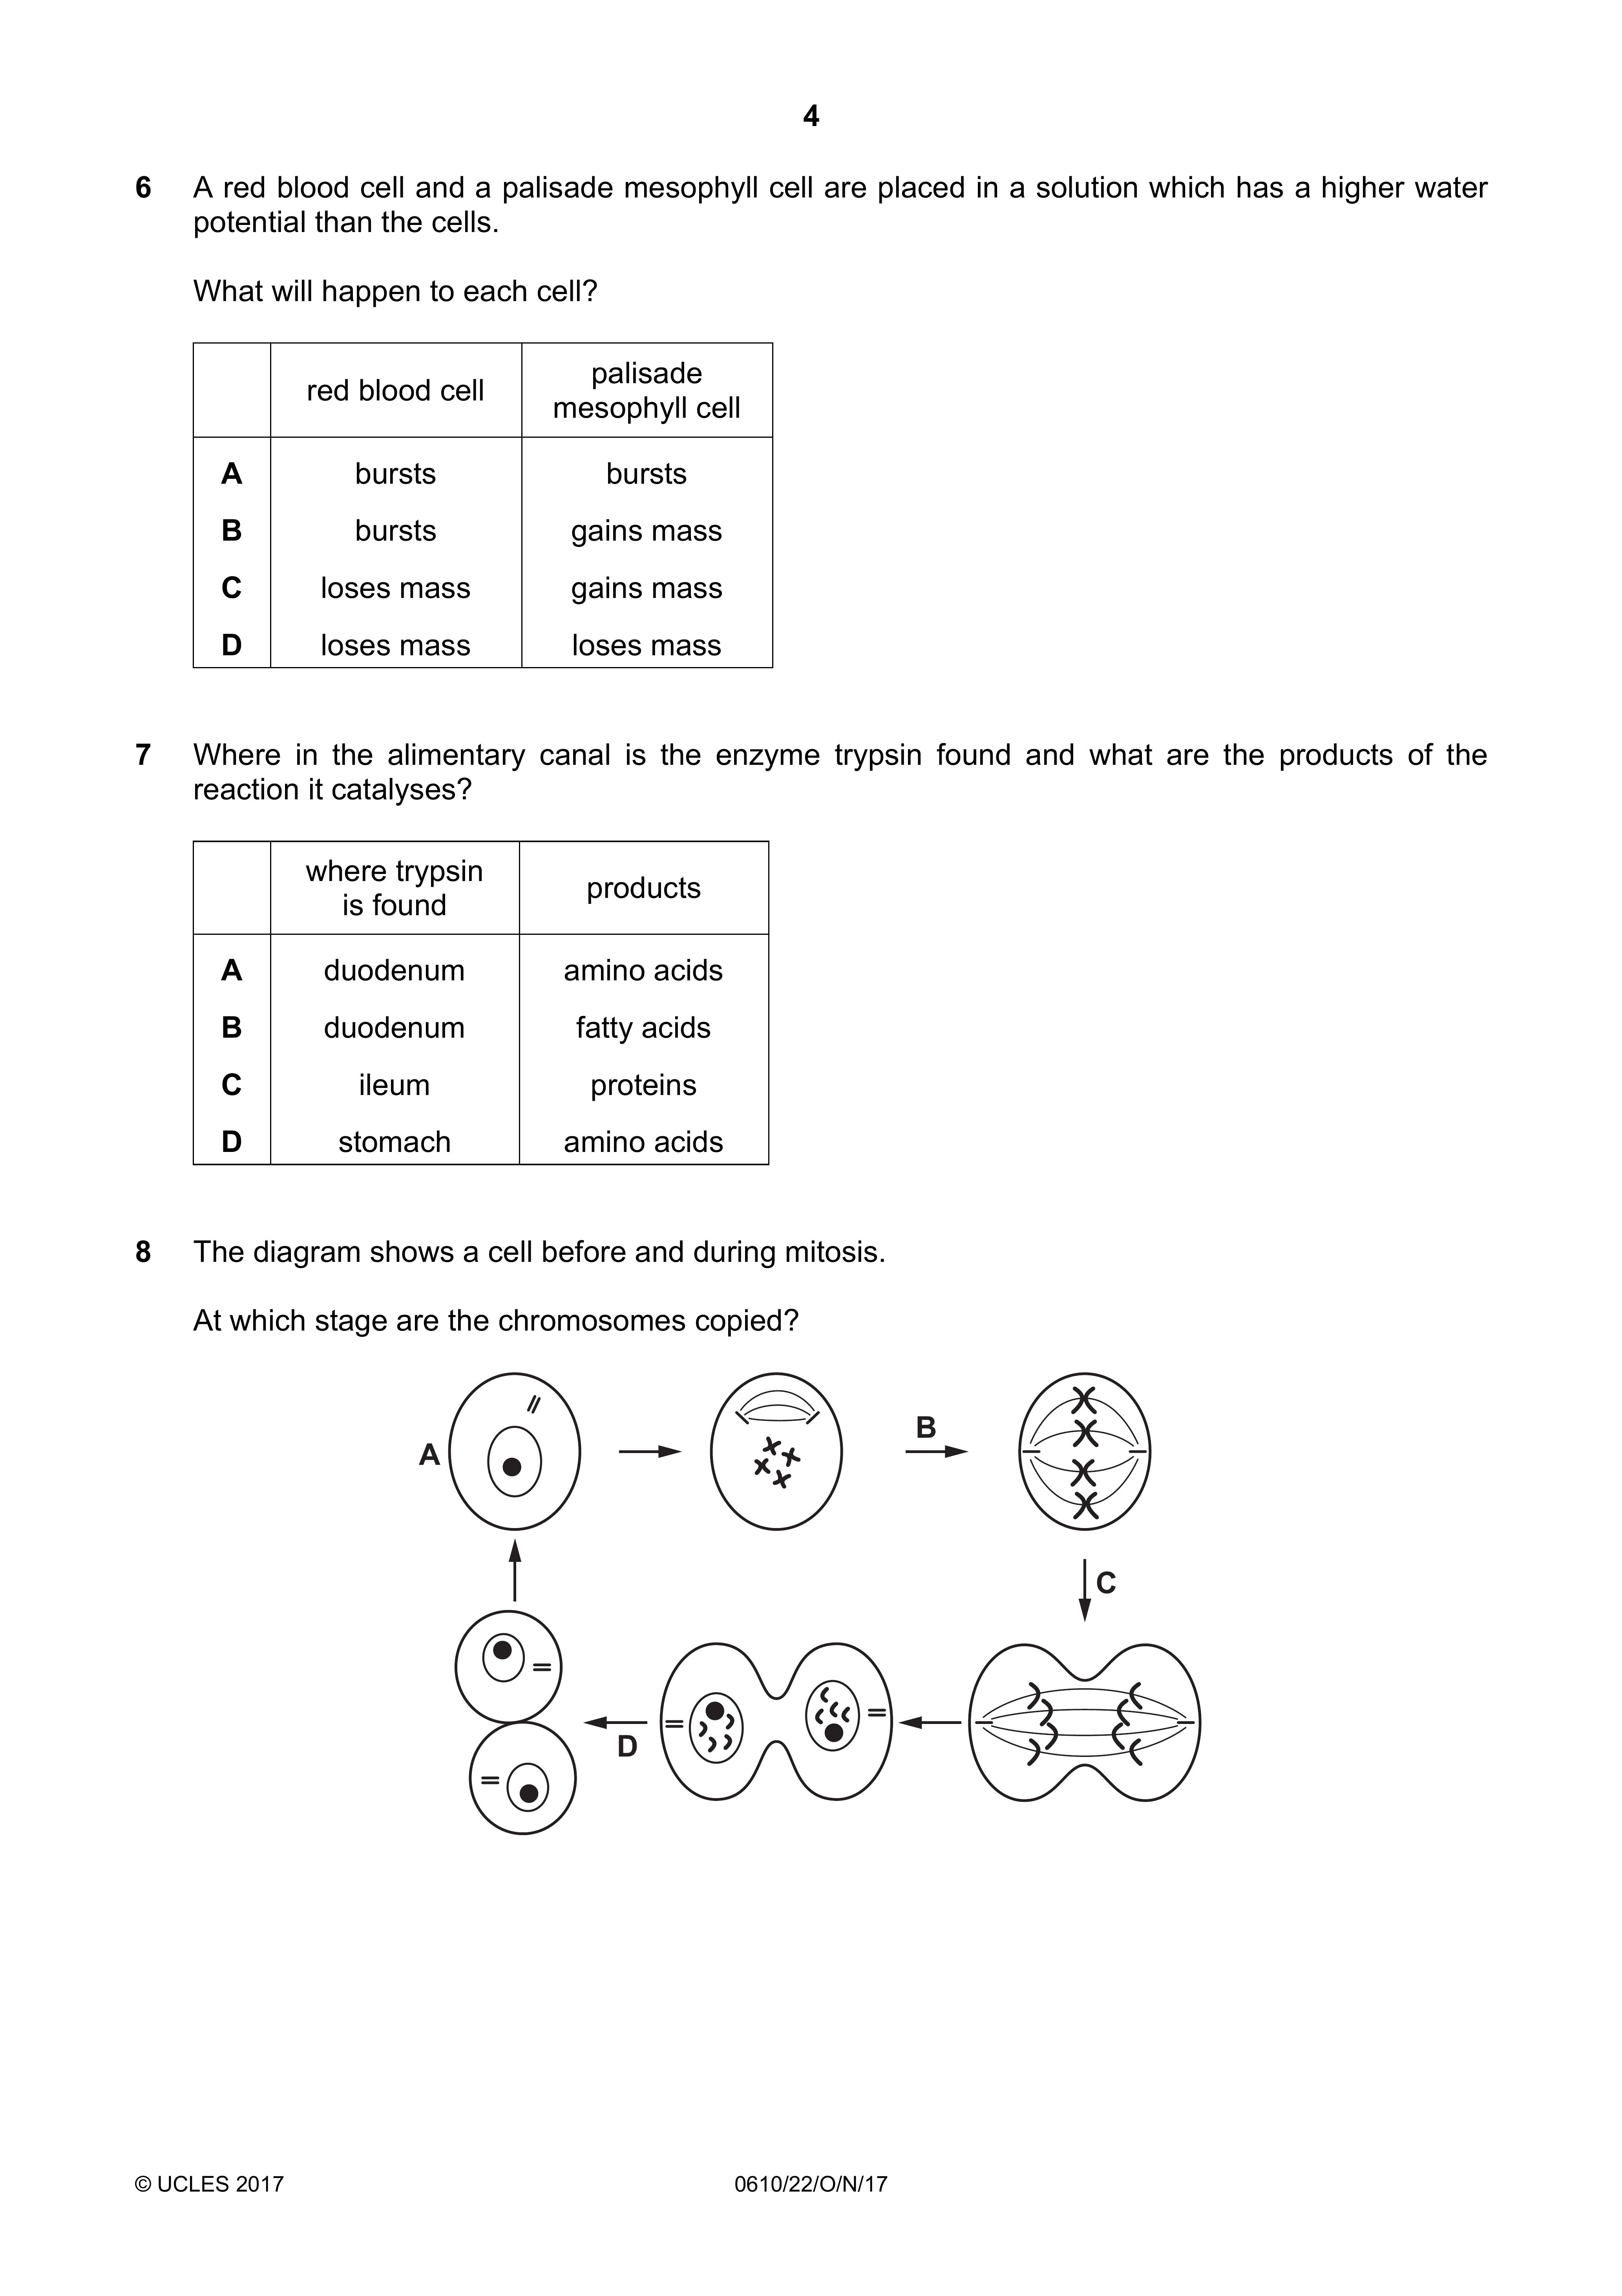 4
6 A red blood cell and a palisade mesophyll cell are placed in a solution which has a higher water
potential than the cells.
What will happen to each cell?
red blood cell palisade
mesophyll cell
A bursts bursts
B bursts gains mass
C loses mass gains mass
D loses mass loses mass
7 Where in the alimentary canal is the enzyme trypsin found and what are the products of the
reaction it catalyses?
where trypsin
is found products
A duodenum amino acids
B duodenum fatty acids
C ileum proteins
D stomach amino acids
8 The diagram shows a cell before and during mitosis.
At which stage are the chromosomes copied?
A
B
C
D
© UCLES 2017 0610/22/O/N/17